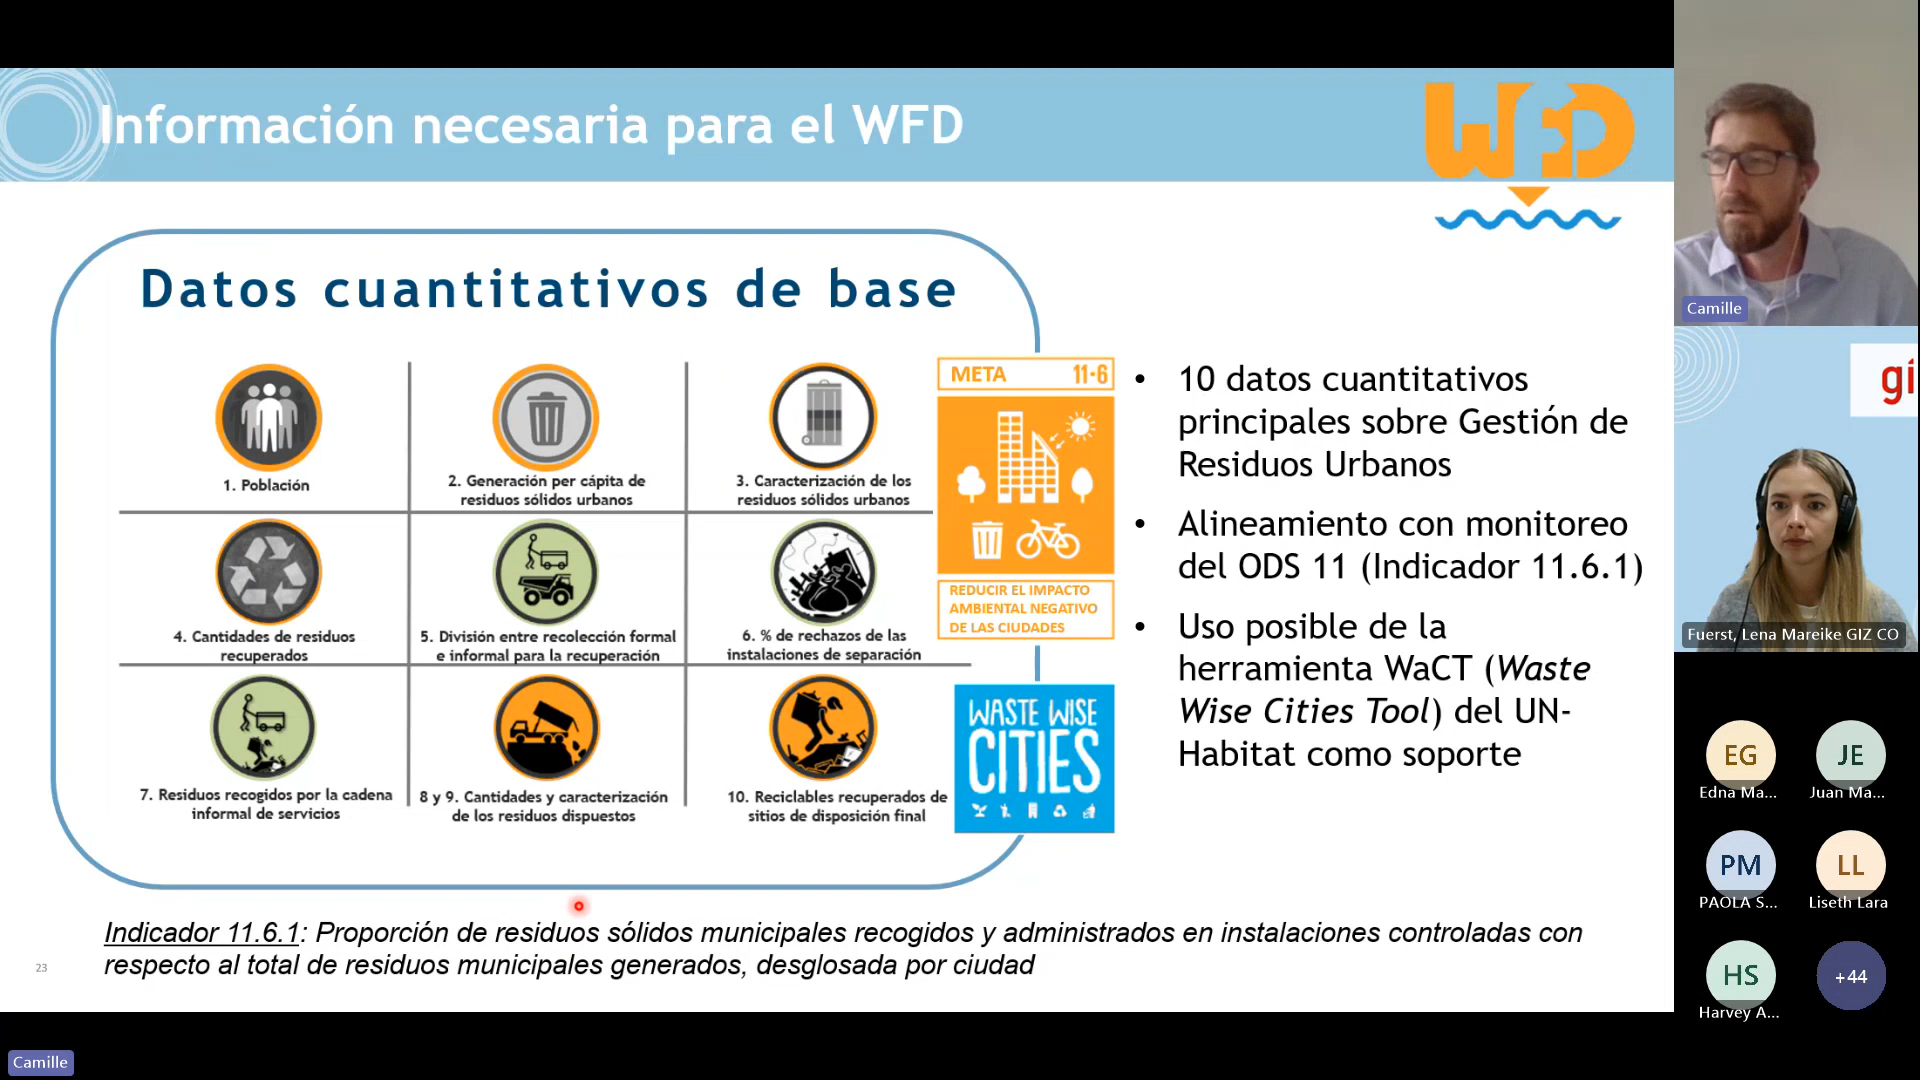 Información necesaria para el WFD
WFD
Datos cuantitativos de base
1. Población
2. Generación per cápita de
residuos sólidos urbanos
3. Caracterización de los
residuos sólidos urbanos
4. Cantidades de residuos
recuperados
5. División entre recolección formal
e informal para la recuperación
6. % de rechazos de las
instalaciones de separación
7. Residuos recogidos por la cadena
informal de servicios
8 y 9. Cantidades y caracterización
de los residuos dispuestos
10. Reciclables recuperados de
sitios de disposición final
META 11·6
REDUCIR EL IMPACTO
AMBIENTAL NEGATIVO
DE LAS CIUDADES
WASTE WISE
CITIES
• 10 datos cuantitativos
principales sobre Gestión de
Residuos Urbanos
• Alineamiento con monitoreo
del ODS 11 (Indicador 11.6.1)
• Uso posible de la
herramienta WaCT (Waste
Wise Cities Tool) del UN-
Habitat como soporte
Indicador 11.6.1: Proporción de residuos sólidos municipales recogidos y administrados en instalaciones controladas con
respecto al total de residuos municipales generados, desglosada por ciudad
23
Camille
Camille
gi
Fuerst, Lena Mareike GIZ CO
EG
Edna Ma...
JE
Juan Ma...
PM
PAOLA S...
LL
Liseth Lara
HS
Harvey A...
+44